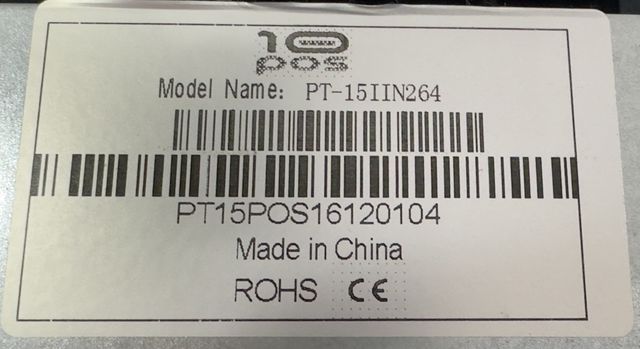 10
pos
Model Name: PT-15IIN264
PT15POS16120104
Made in China
ROHS CE